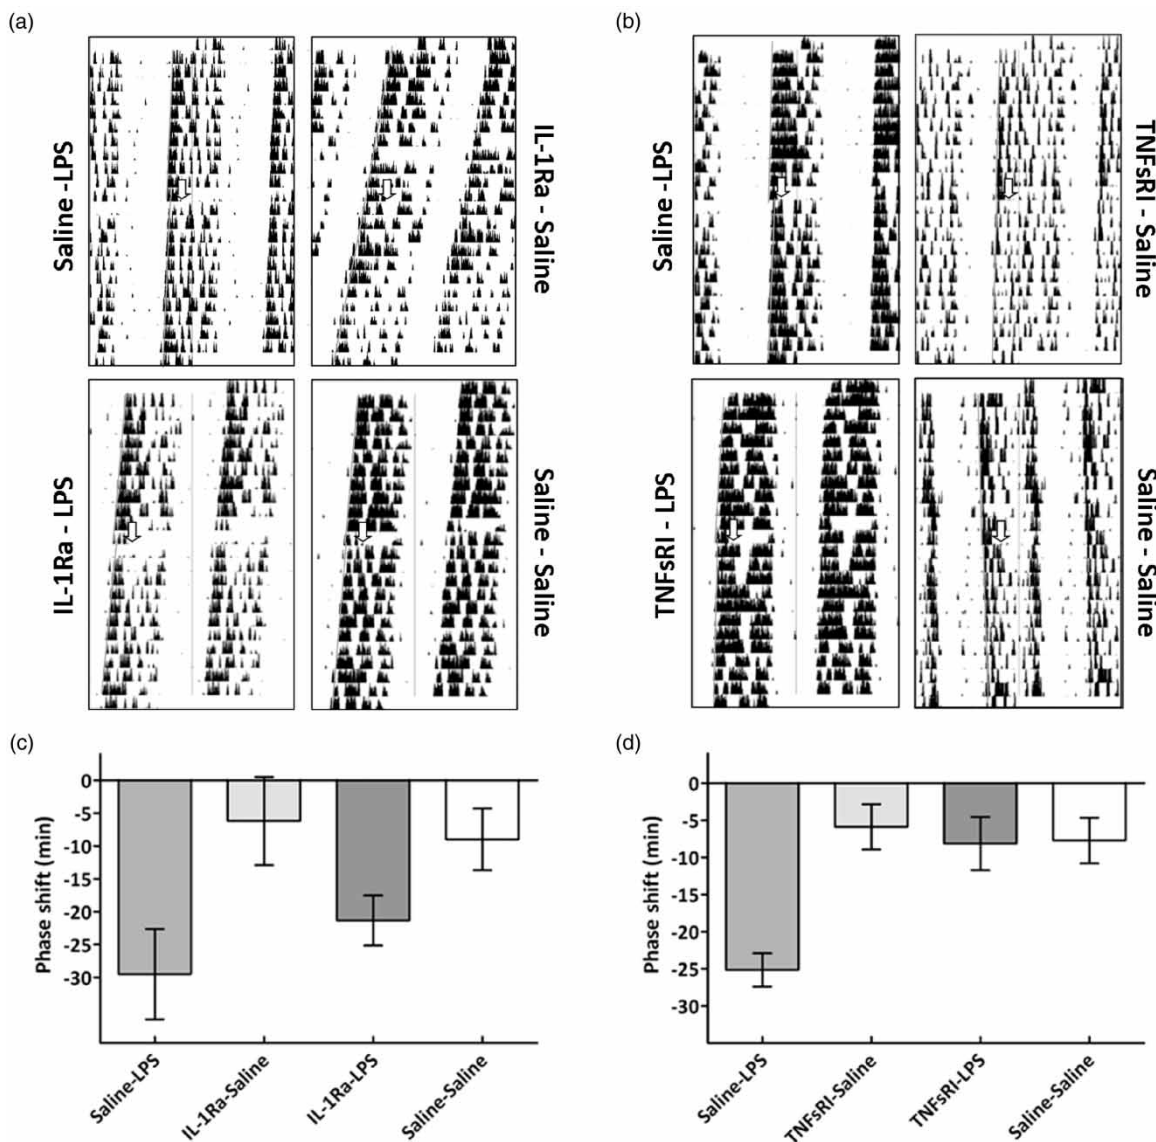 (a)
(b)
Saline -LPS
IL-1Ra - Saline
Saline -LPS
TNFsRI - Saline
IL-1Ra - LPS
Saline - Saline
TNFsRI - LPS
Saline - Saline
(c)
(d)
Phase shift (min)
0
-5
-10
-15
-20
-25
-30
Saline-LPS
IL-1Ra-Saline
IL-1Ra-LPS
Saline-Saline
Phase shift (min)
0
-5
-10
-15
-20
-25
-30
Saline-LPS
TNFsRI-Saline
TNFsRI-LPS
Saline-Saline